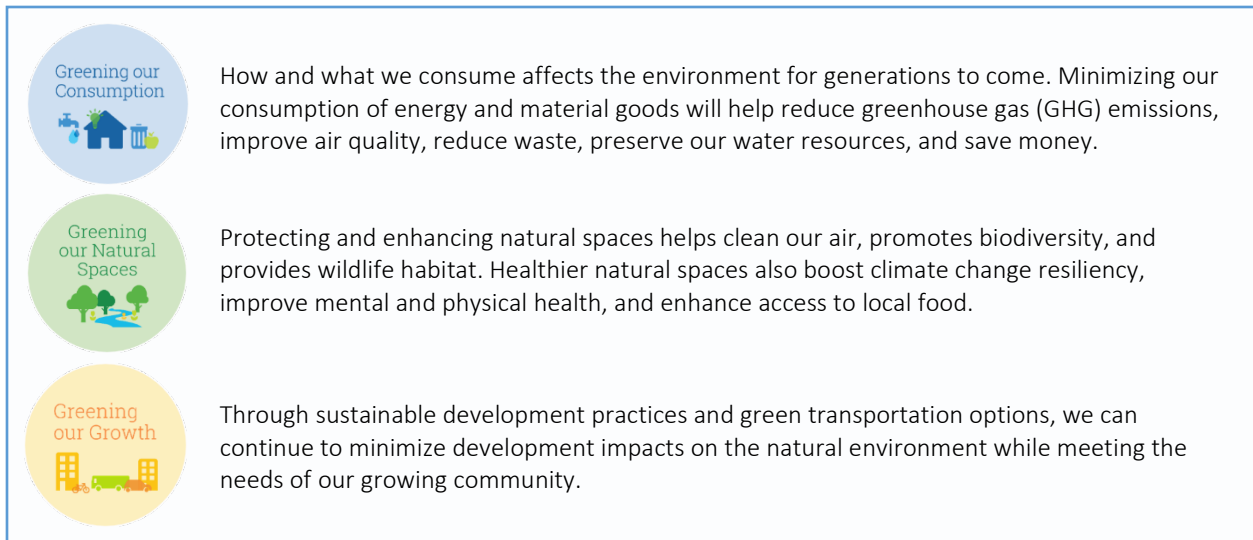 Greening our
Consumption
How and what we consume affects the environment for generations to come. Minimizing our
consumption of energy and material goods will help reduce greenhouse gas (GHG) emissions,
improve air quality, reduce waste, preserve our water resources, and save money.
Greening
our Natural
Spaces
Protecting and enhancing natural spaces helps clean our air, promotes biodiversity, and
provides wildlife habitat. Healthier natural spaces also boost climate change resiliency,
improve mental and physical health, and enhance access to local food.
Greening
our Growth
Through sustainable development practices and green transportation options, we can
continue to minimize development impacts on the natural environment while meeting the
needs of our growing community.